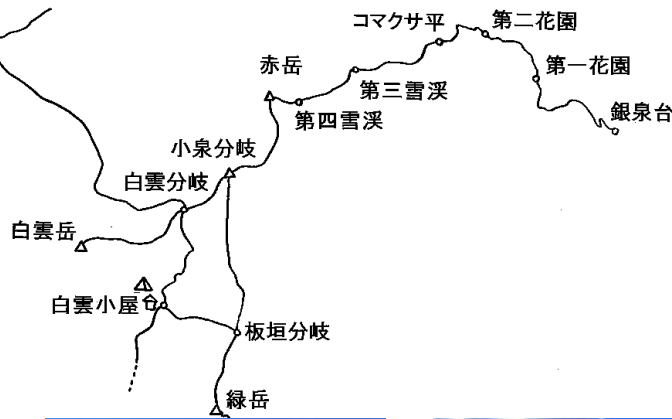 コマクサ平
第二花園
赤岳
第三雪渓
第一花園
第四雪渓
銀泉台
小泉分岐
白雲分岐
白雲岳
白雲小屋
板垣分岐
緑岳